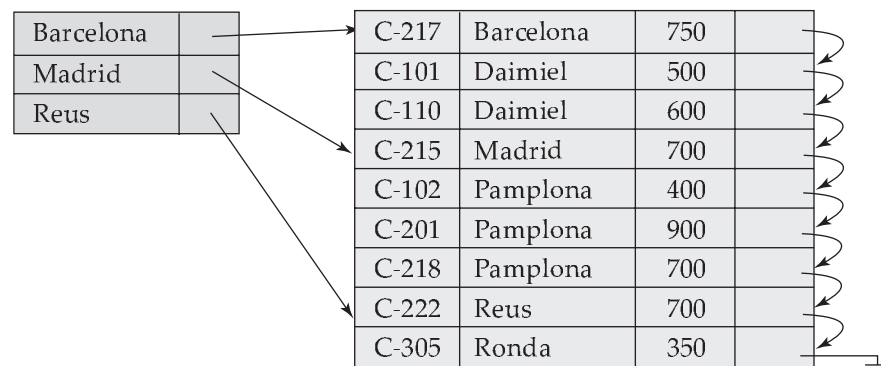 Barcelona
Madrid
Reus
C-217 Barcelona 750
C-101 Daimiel 500
C-110 Daimiel 600
C-215 Madrid 700
C-102 Pamplona 400
C-201 Pamplona 900
C-218 Pamplona 700
C-222 Reus 700
C-305 Ronda 350